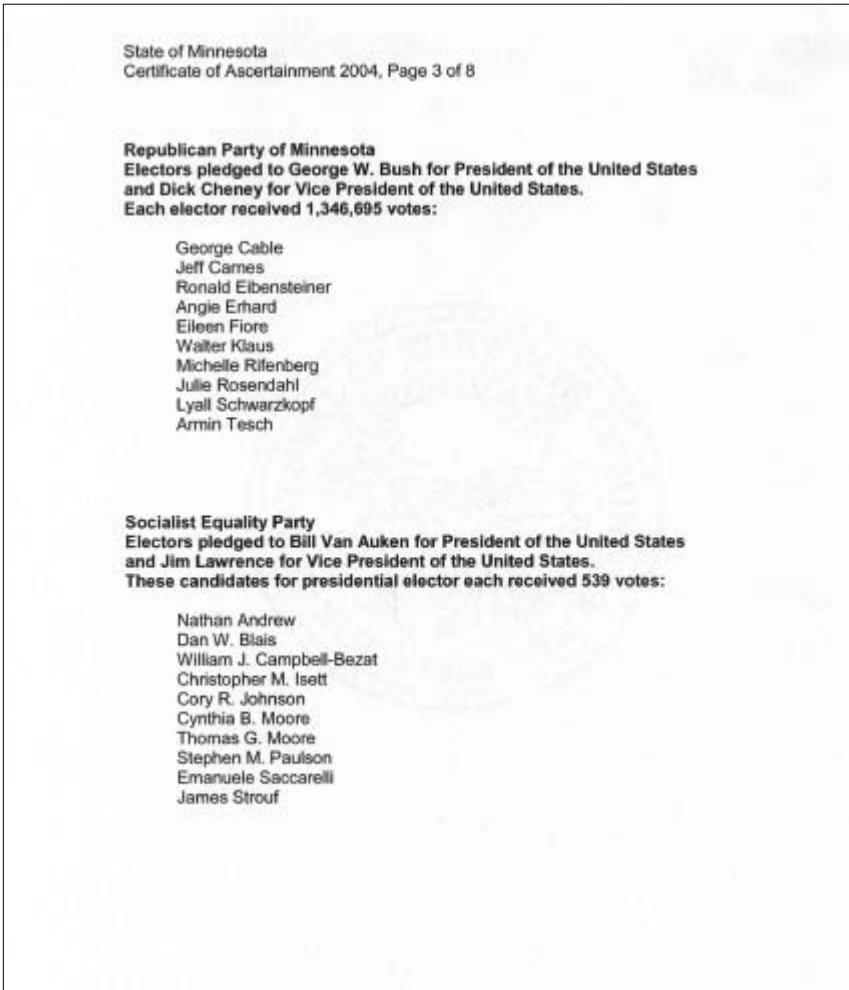 State of Minnesota
Certificate of Ascertainment 2004, Page 3 of 8
Republican Party of Minnesota
Electors pledged to George W. Bush for President of the United States
and Dick Cheney for Vice President of the United States.
Each elector received 1,346,695 votes:
George Cable
Jeff Carnes
Ronald Eibensteiner
Angie Erhard
Eileen Fiore
Walter Klaus
Michelle Rifenberg
Julie Rosendahl
Lyall Schwarzkopf
Armin Tesch
Socialist Equality Party
Electors pledged to Bill Van Auken for President of the United States
and Jim Lawrence for Vice President of the United States.
These candidates for presidential elector each received 539 votes:
Nathan Andrew
Dan W. Blais
William J. Campbell-Bezat
Christopher M. Isett
Cory R. Johnson
Cynthia B. Moore
Thomas G. Moore
Stephen M. Paulson
Emanuele Saccarelli
James Strouf